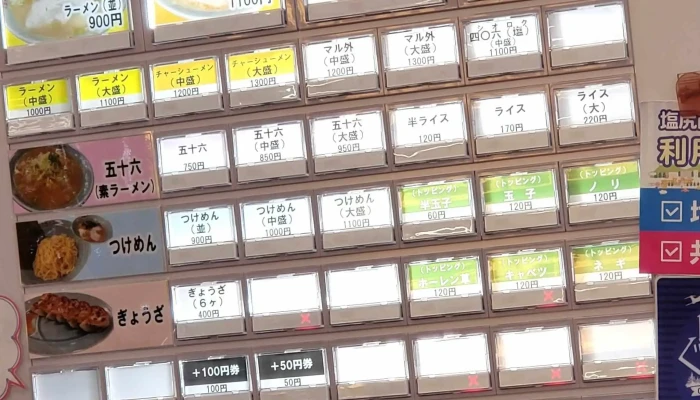 ラーメン(並)
900円
1100円
ラーメン
(中盛)
1000円
ラーメン
(大盛)
1100円
チャーシューメン
(中盛)
1200円
チャーシューメン
(大盛)
1300円
マル外
(中盛)
1200円
マル外
(大盛)
1300円
シオロック
四〇六(塩)
(中盛)
1100円
五十六
(素ラーメン)
五十六
750円
五十六
(中盛)
850円
五十六
(大盛)
950円
半ライス
120円
ライス
170円
ライス
(大)
220円
つけめん
つけめん
(並)
900円
つけめん
(中盛)
1000円
つけめん
(大盛)
1100円
(トッピング)
半玉子
60円
(トッピング)
玉子
120円
(トッピング)
ノリ
120円
ぎょうざ
ぎょうざ
(6ヶ)
400円
(トッピング)
ホーレン草
120円
(トッピング)
キャベツ
120円
(トッピング)
ネギ
120円
+100円券
100円
+50円券
50円
塩尻
利用